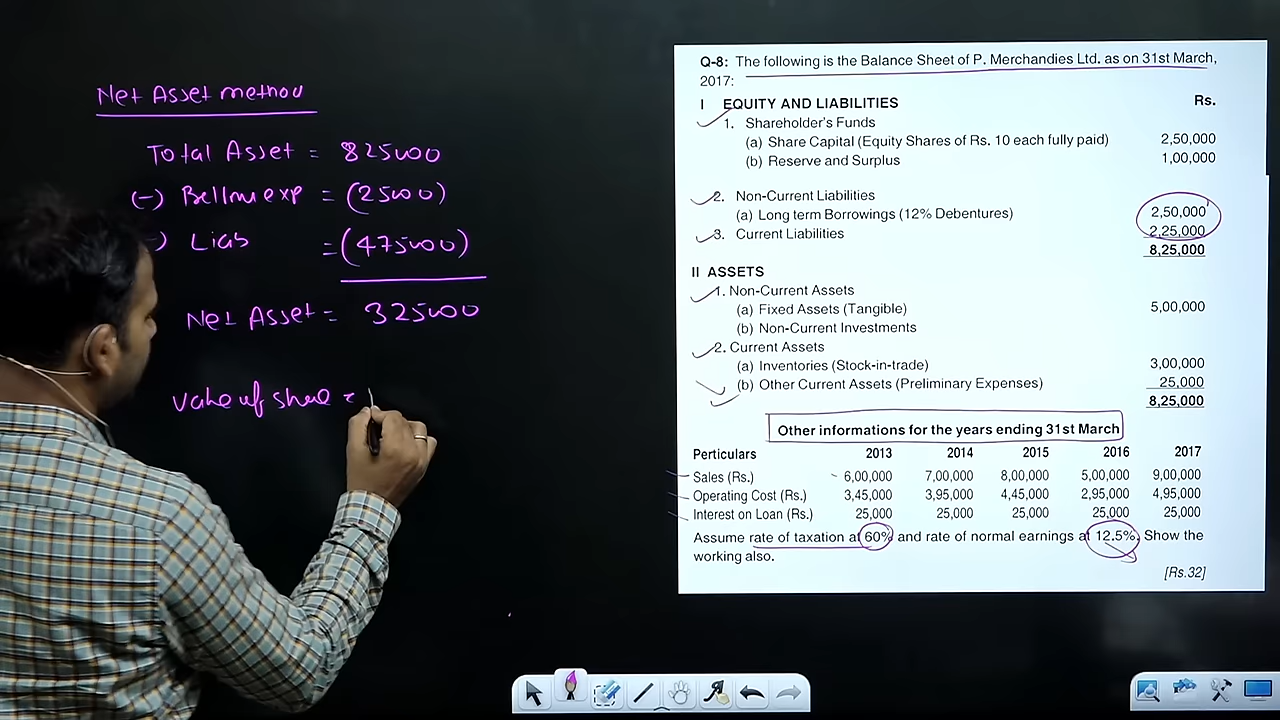 Net Asset method
Total Asset = 825000
(-) Bellow exp = (25000)
) Liab = (475000)
Net Asset = 325000
Value of share =
Q-8: The following is the Balance Sheet of P. Merchandies Ltd. as on 31st March,
2017:
I EQUITY AND LIABILITIES Rs.
1. Shareholder's Funds
(a) Share Capital (Equity Shares of Rs. 10 each fully paid) 2,50,000
(b) Reserve and Surplus 1,00,000
2. Non-Current Liabilities
(a) Long term Borrowings (12% Debentures) 2,50,000
3. Current Liabilities 2,25,000
8,25,000
II ASSETS
1. Non-Current Assets
(a) Fixed Assets (Tangible) 5,00,000
(b) Non-Current Investments
2. Current Assets
(a) Inventories (Stock-in-trade) 3,00,000
(b) Other Current Assets (Preliminary Expenses) 25,000
8,25,000
Other informations for the years ending 31st March
Perticulars 2013 2014 2015 2016 2017
Sales (Rs.) 6,00,000 7,00,000 8,00,000 5,00,000 9,00,000
Operating Cost (Rs.) 3,45,000 3,95,000 4,45,000 2,95,000 4,95,000
Interest on Loan (Rs.) 25,000 25,000 25,000 25,000 25,000
Assume rate of taxation at 60% and rate of normal earnings at 12.5%. Show the
working also.
[Rs.32]